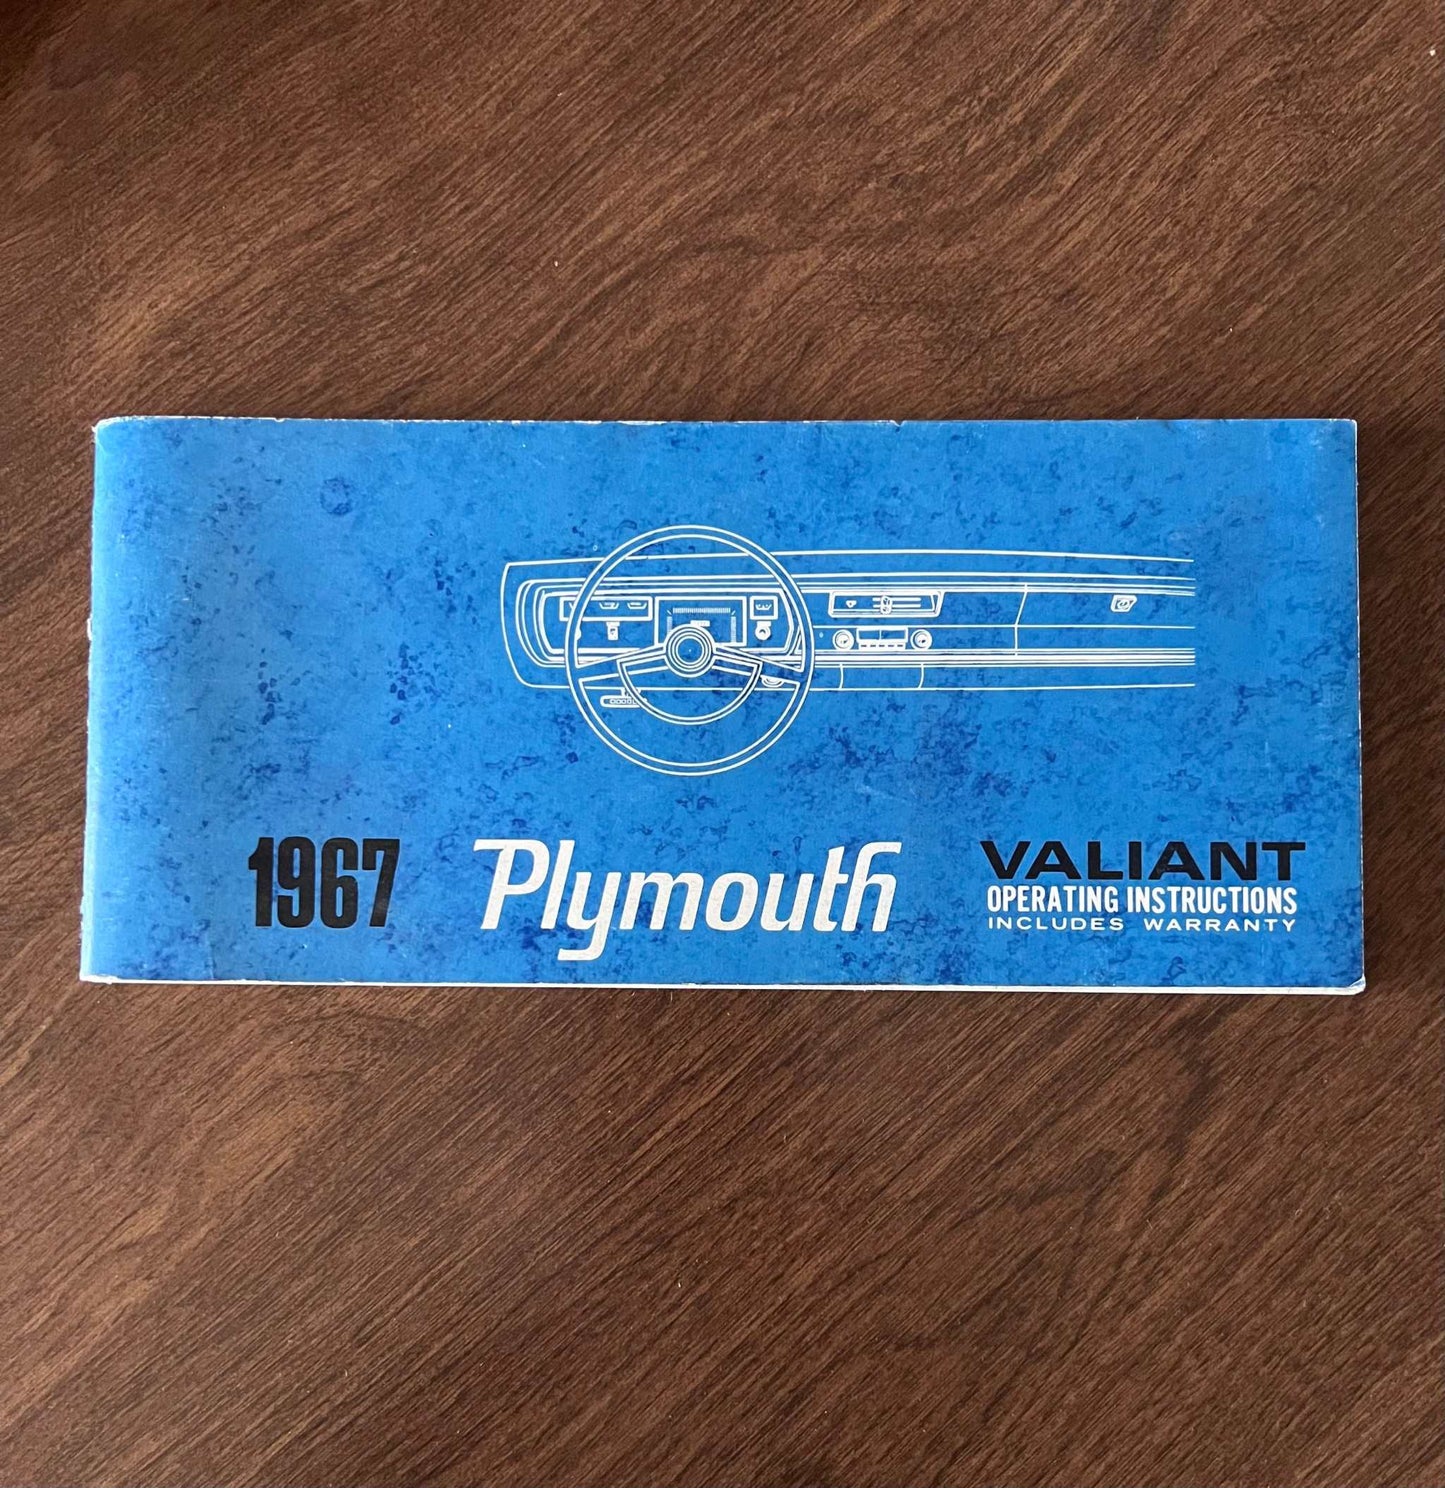 1967
Plymouth
VALIANT
OPERATING INSTRUCTIONS
INCLUDES WARRANTY